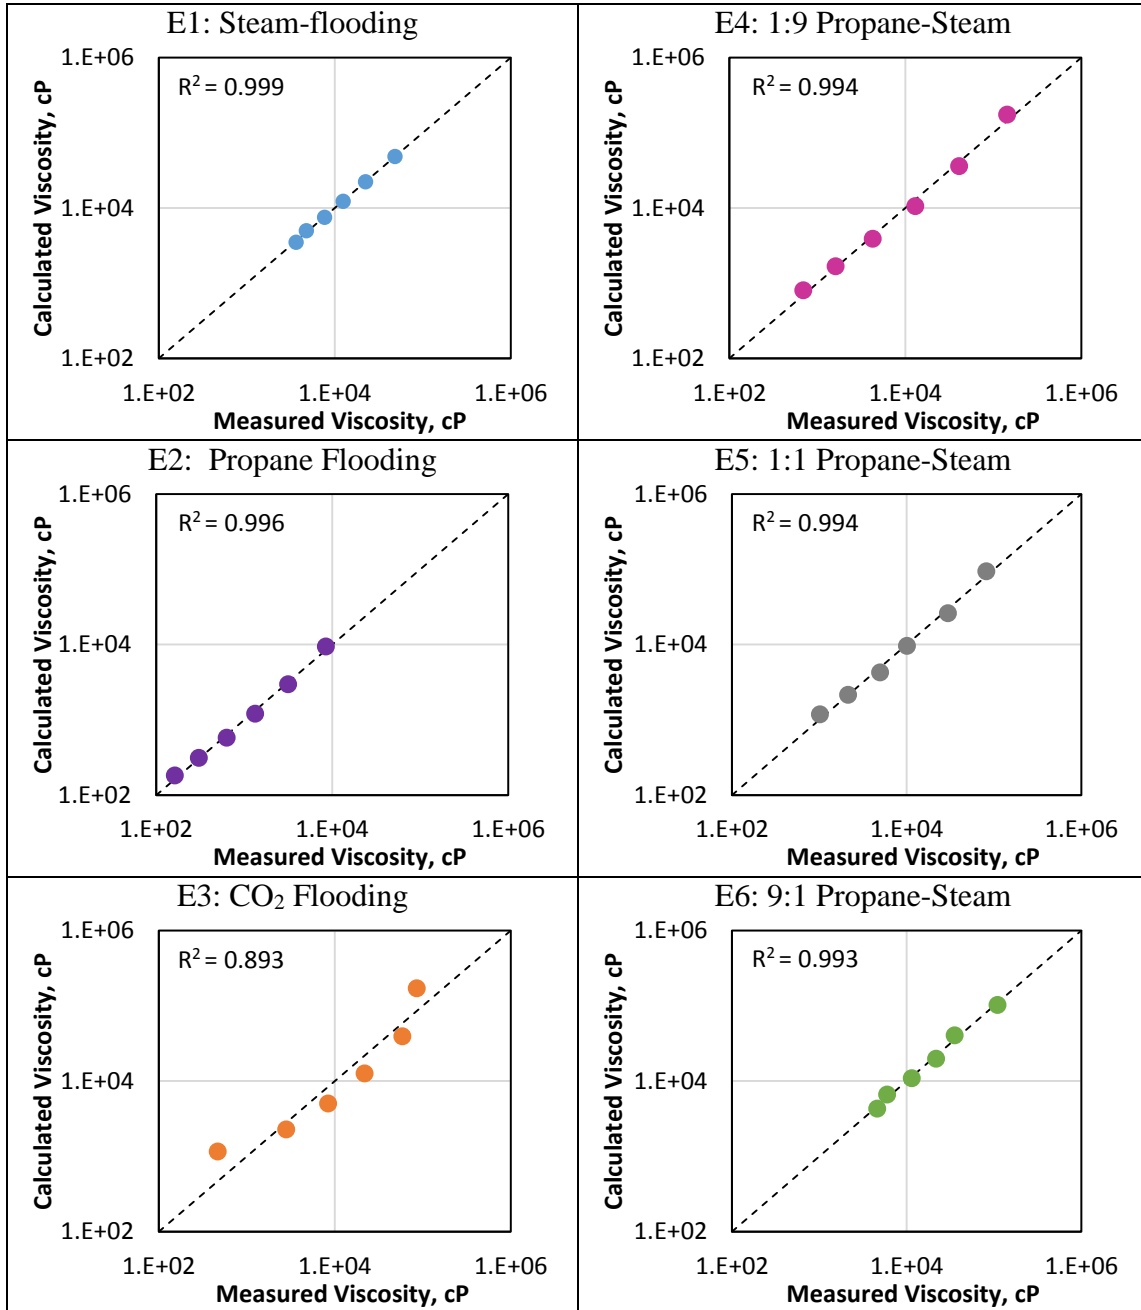 E1: Steam-flooding
1.E+06
R² = 0.999
Calculated Viscosity, cP
1.E+04
1.E+02
1.E+02 1.E+04 1.E+06
Measured Viscosity, cP
E4: 1:9 Propane-Steam
1.E+06
R² = 0.994
Calculated Viscosity, cP
1.E+04
1.E+02
1.E+02 1.E+04 1.E+06
Measured Viscosity, cP
E2: Propane Flooding
1.E+06
R² = 0.996
Calculated Viscosity, cP
1.E+04
1.E+02
1.E+02 1.E+04 1.E+06
Measured Viscosity, cP
E5: 1:1 Propane-Steam
1.E+06
R² = 0.994
Calculated Viscosity, cP
1.E+04
1.E+02
1.E+02 1.E+04 1.E+06
Measured Viscosity, cP
E3: CO₂ Flooding
1.E+06
R² = 0.893
Calculated Viscosity, cP
1.E+04
1.E+02
1.E+02 1.E+04 1.E+06
Measured Viscosity, cP
E6: 9:1 Propane-Steam
1.E+06
R² = 0.993
Calculated Viscosity, cP
1.E+04
1.E+02
1.E+02 1.E+04 1.E+06
Measured Viscosity, cP